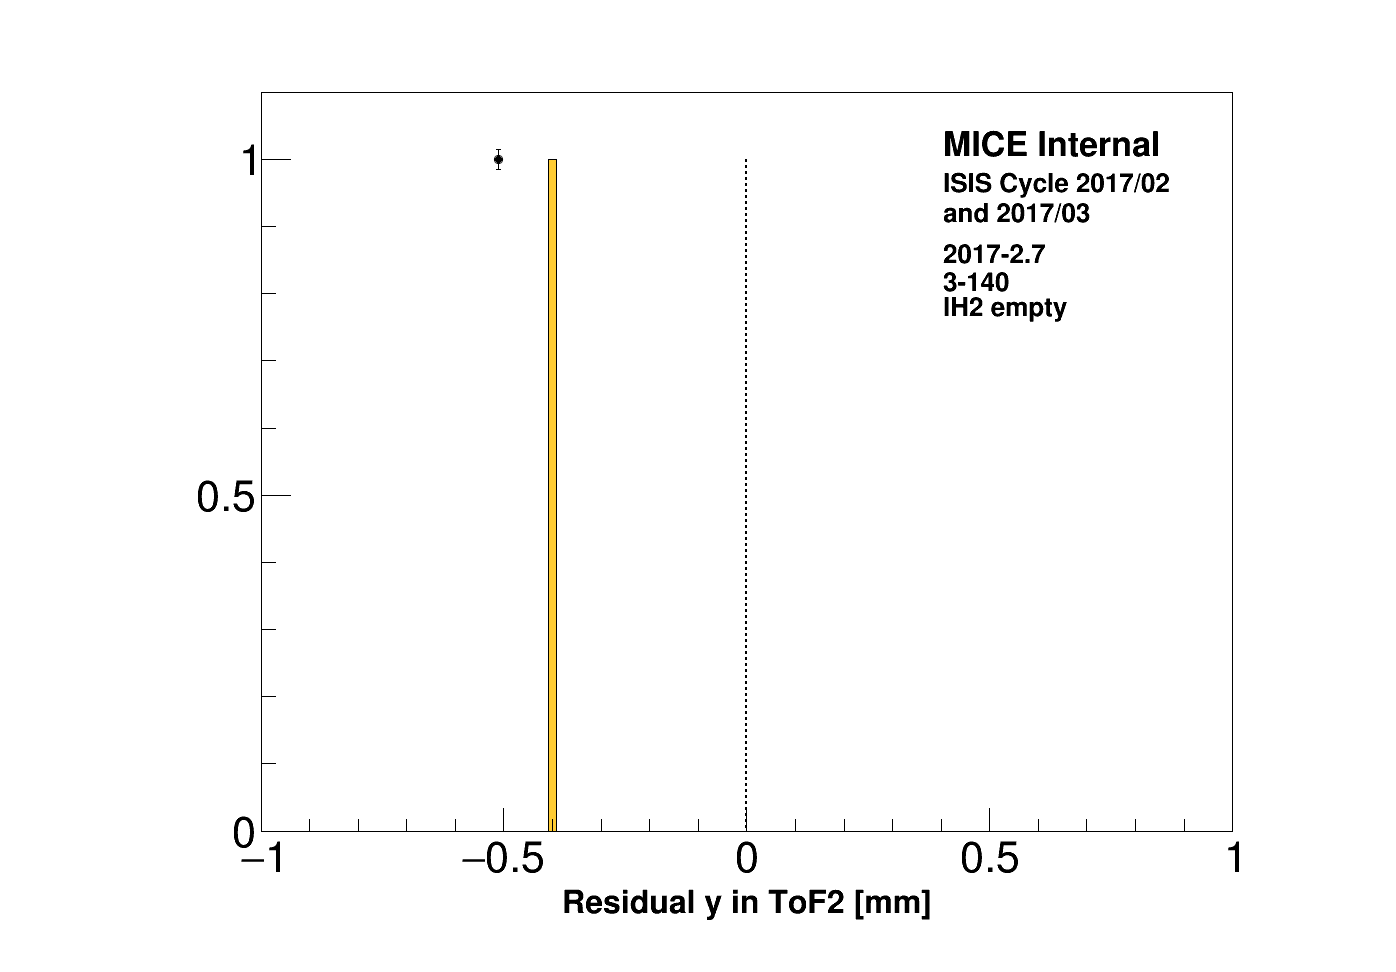 MICE Internal
ISIS Cycle 2017/02
and 2017/03
2017-2.7
3-140
lH2 empty
1
0.5
0
−1 −0.5 0 0.5 1
Residual y in ToF2 [mm]